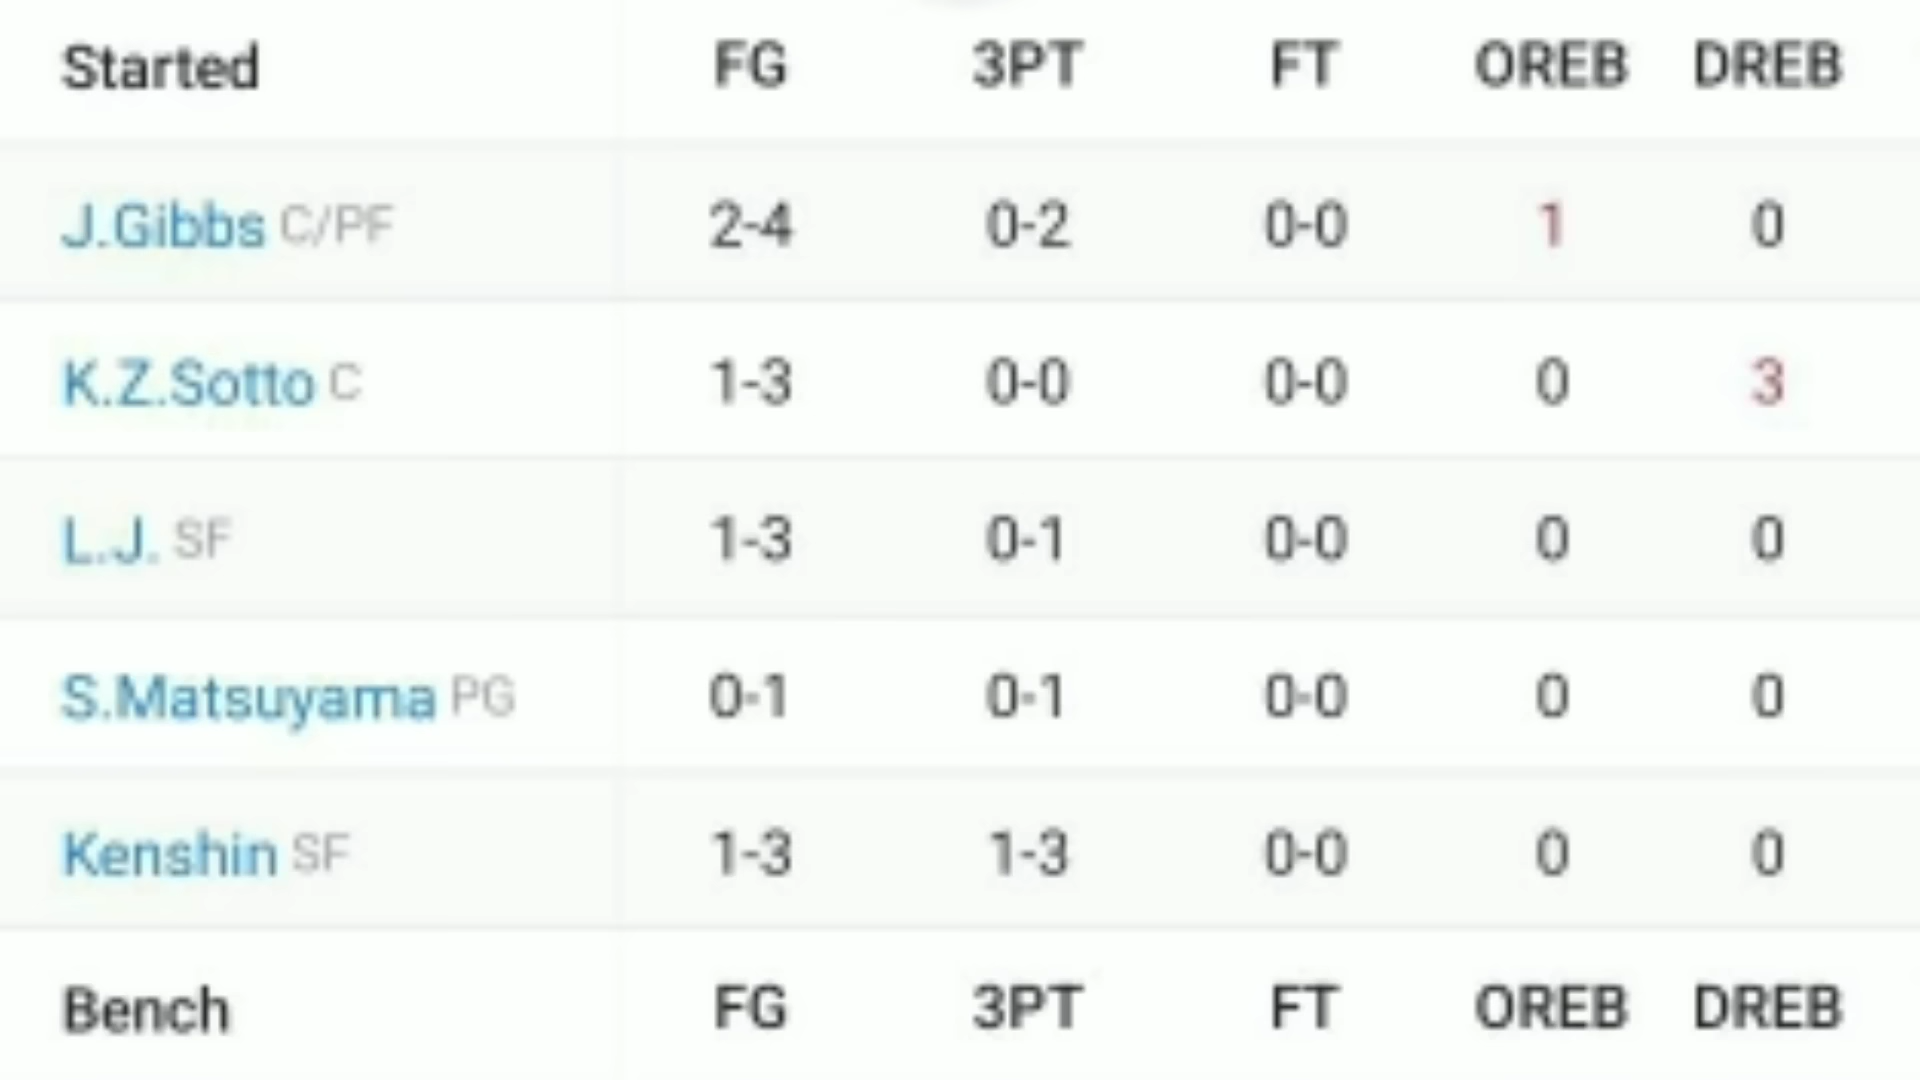 Started FG 3PT FT OREB DREB
J.Gibbs C/PF 2-4 0-2 0-0 1 0
K.Z.Sotto C 1-3 0-0 0-0 0 3
L.J. SF 1-3 0-1 0-0 0 0
S.Matsuyama PG 0-1 0-1 0-0 0 0
Kenshin SF 1-3 1-3 0-0 0 0
Bench FG 3PT FT OREB DREB